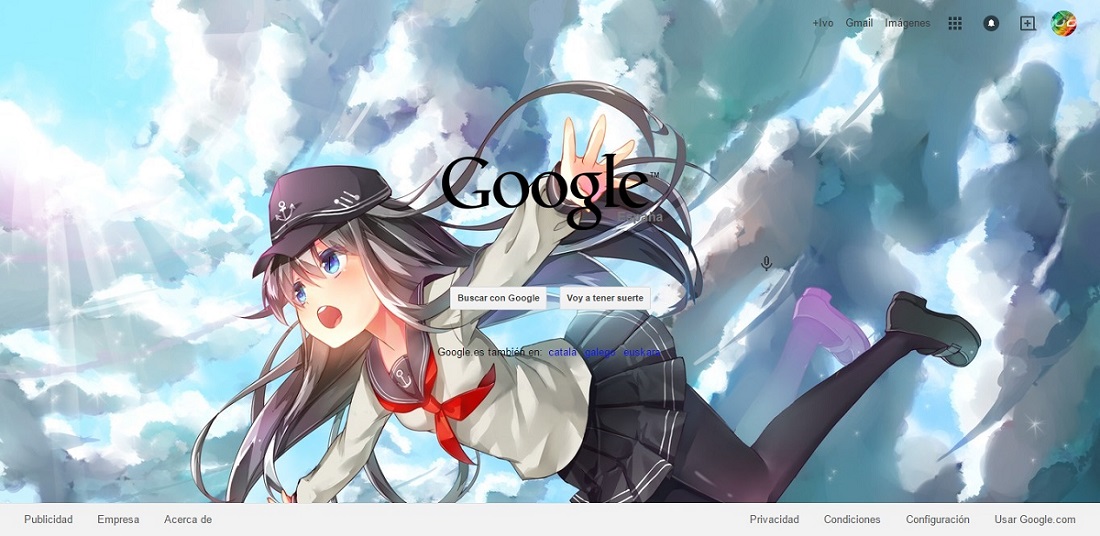 +Ivo Gmail Imágenes
Google™
España
Buscar con Google Voy a tener suerte
Google.es también en: català galego euskara
Publicidad Empresa Acerca de Privacidad Condiciones Configuración Usar Google.com